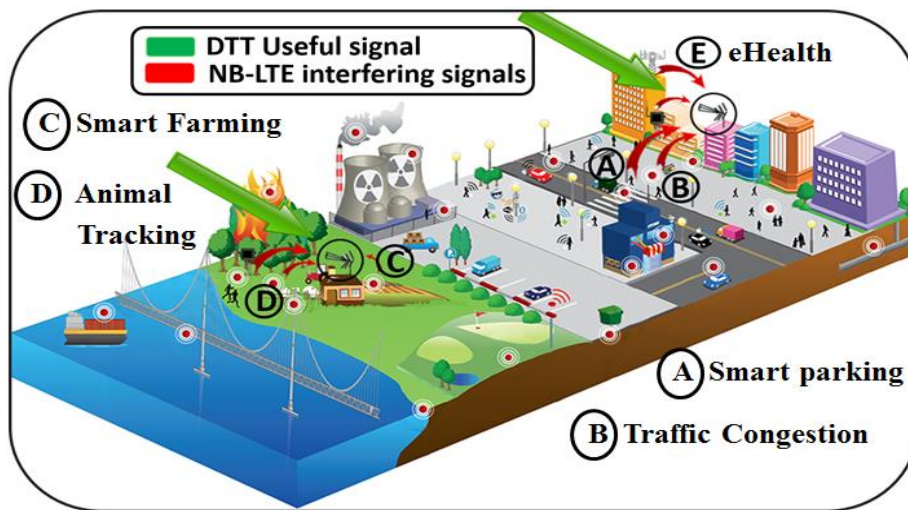 DTT Useful signal
NB-LTE interfering signals
E eHealth
C Smart Farming
D Animal
Tracking
A
B
C
D
A Smart parking
B Traffic Congestion